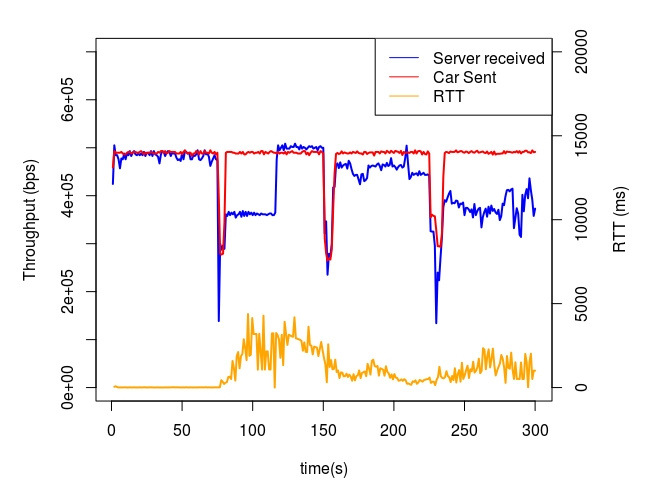 Server received
Car Sent
RTT
Throughput (bps)
0e+00
2e+05
4e+05
6e+05
RTT (ms)
0
5000
10000
15000
20000
0
50
100
150
200
250
300
time(s)